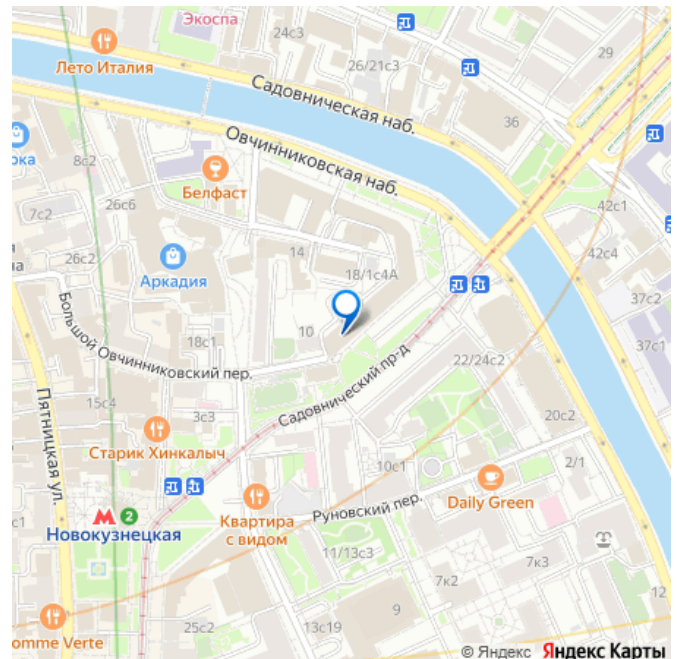 Экоспа
24с3
Лето Италия
26/21с3
29
Садовническая наб.
36
Овчинниковская наб.
8с2
Белфаст
7с2
26с6
42с1
26с2
14
42с4
Аркадия
18/1с4А
37с2
Большой Овчинниковский пер.
18с1
10
37с1
22/24с2
15с4
3с3
Садовнический пр-д
20с2
Пятницкая ул.
Старик Хинкалыч
10с1
2/1
Daily Green
М 2
Новокузнецкая
Квартира
с видом
Руновский пер.
11/13с3
7к2
7к3
12
9
25с2
13с19
omme Verte
© Яндекс Яндекс Карты